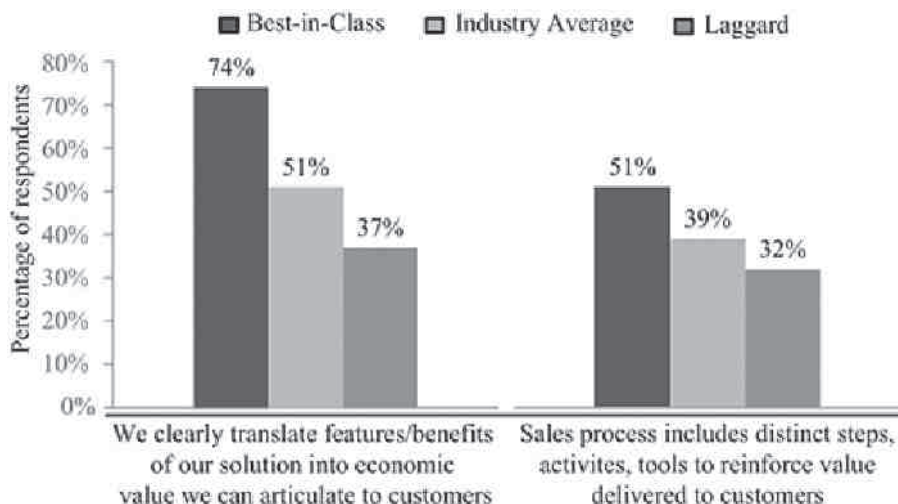 Best-in-Class Industry Average Laggard
Percentage of respondents
80%
70%
60%
50%
40%
30%
20%
10%
0%
74%
51%
37%
51%
39%
32%
We clearly translate features/benefits
of our solution into economic
value we can articulate to customers
Sales process includes distinct steps,
activites, tools to reinforce value
delivered to customers